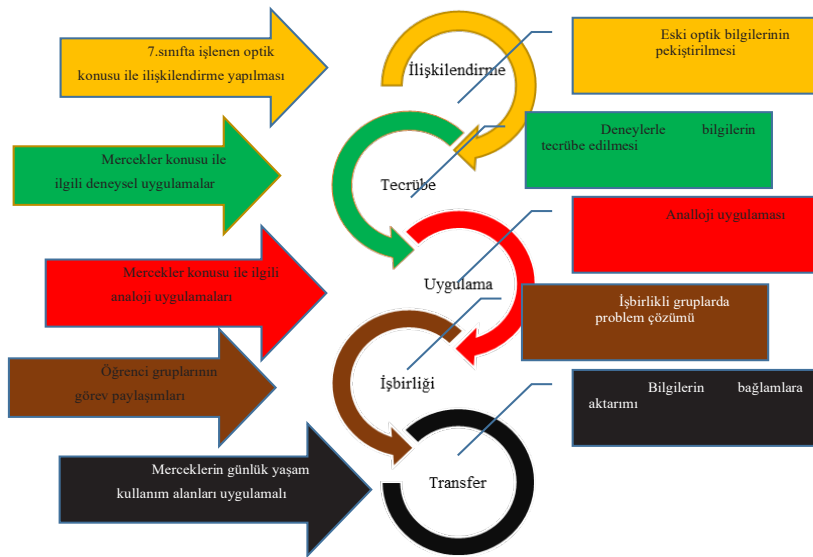 7.sınıfta işlenen optik
konusu ile ilişkilendirme yapılması
İlişkilendirme
Eski optik bilgilerinin
pekiştirilmesi
Mercekler konusu ile
ilgili deneysel uygulamalar
Tecrübe
Deneylerle bilgilerin
tecrübe edilmesi
Mercekler konusu ile ilgili
analoji uygulamaları
Uygulama
Analloji uygulaması
Öğrenci gruplarının
görev paylaşımları
İşbirliği
İşbirlikli gruplarda
problem çözümü
Merceklerin günlük yaşam
kullanım alanları uygulamalı
Transfer
Bilgilerin bağlamlara
aktarımı